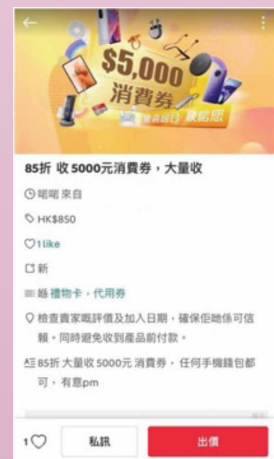 $5,000
消費券
85折 收 5000元消費券，大量收
啱啱 來自
HK$850
1 like
新
喺 禮物卡、代用券
檢查賣家嘅評價及加入日期，確保佢哋係可信
賴。同時避免收到產品前付款。
85折 大量收 5000元 消費券， 任何手機錢包都
可， 有意pm
1
私訊
出價